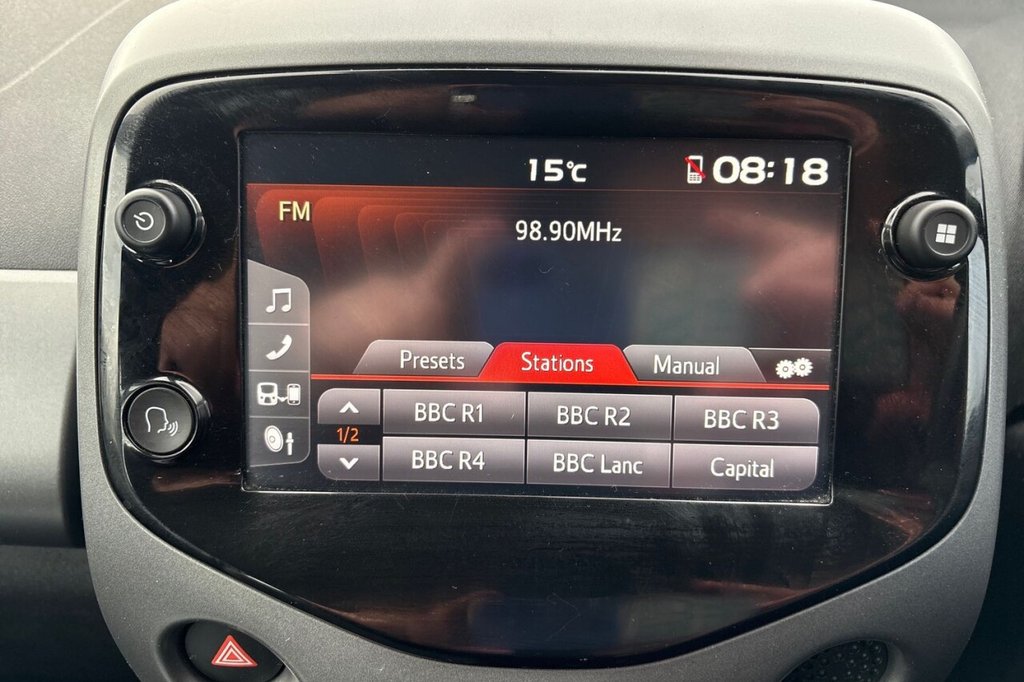 15°C 08:18
FM
98.90MHz
Presets Stations Manual
BBC R1 BBC R2 BBC R3
1/2
BBC R4 BBC Lanc Capital